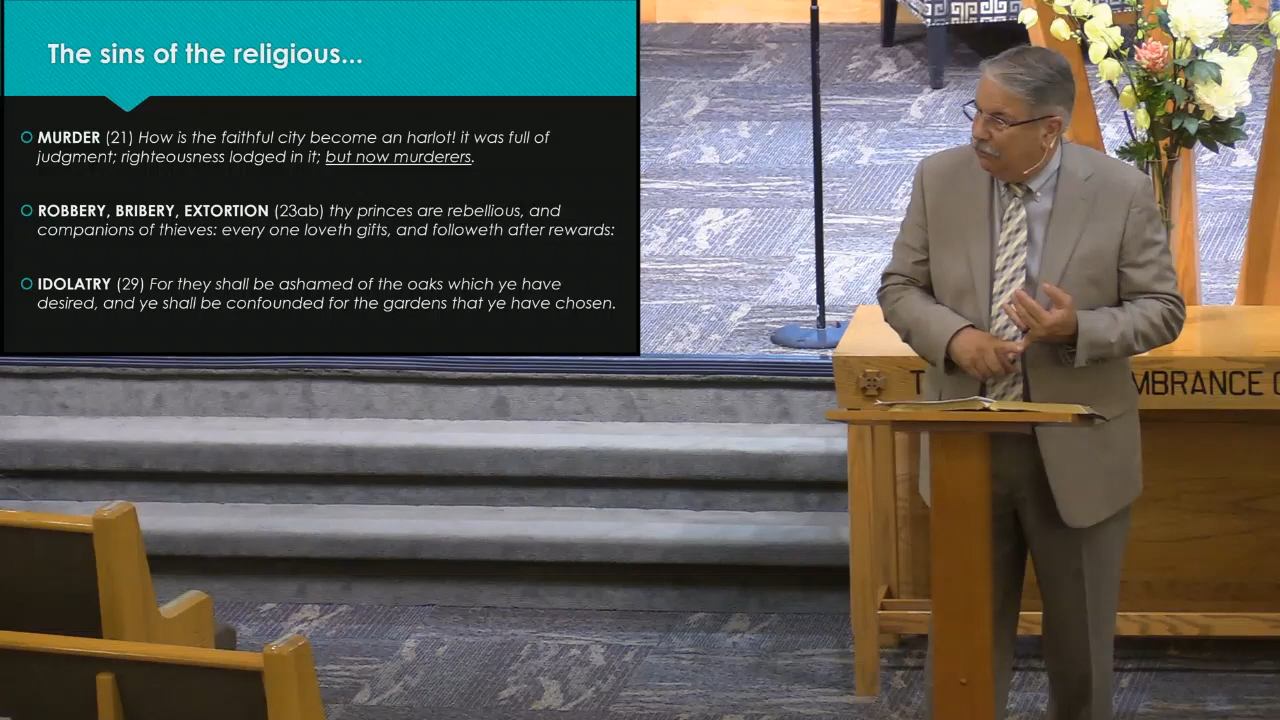 The sins of the religious...
MURDER (21) How is the faithful city become an harlot! it was full of
judgment; righteousness lodged in it; but now murderers.
ROBBERY, BRIBERY, EXTORTION (23ab) thy princes are rebellious, and
companions of thieves: every one loveth gifts, and followeth after rewards:
IDOLATRY (29) For they shall be ashamed of the oaks which ye have
desired, and ye shall be confounded for the gardens that ye have chosen.